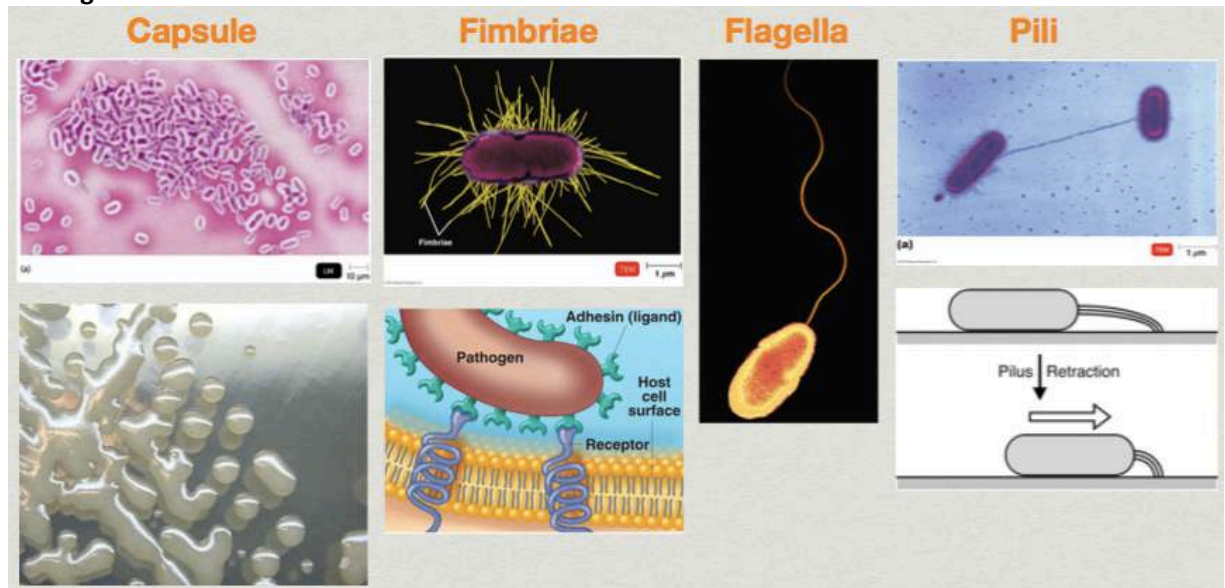 Capsule
Fimbriae
Flagella
Pili
(a)
LM
10 μm
Fimbriae
TEM
1 μm
(a)
TEM
1 μm
Adhesin (ligand)
Pathogen
Host
cell
surface
Receptor
Pilus
Retraction